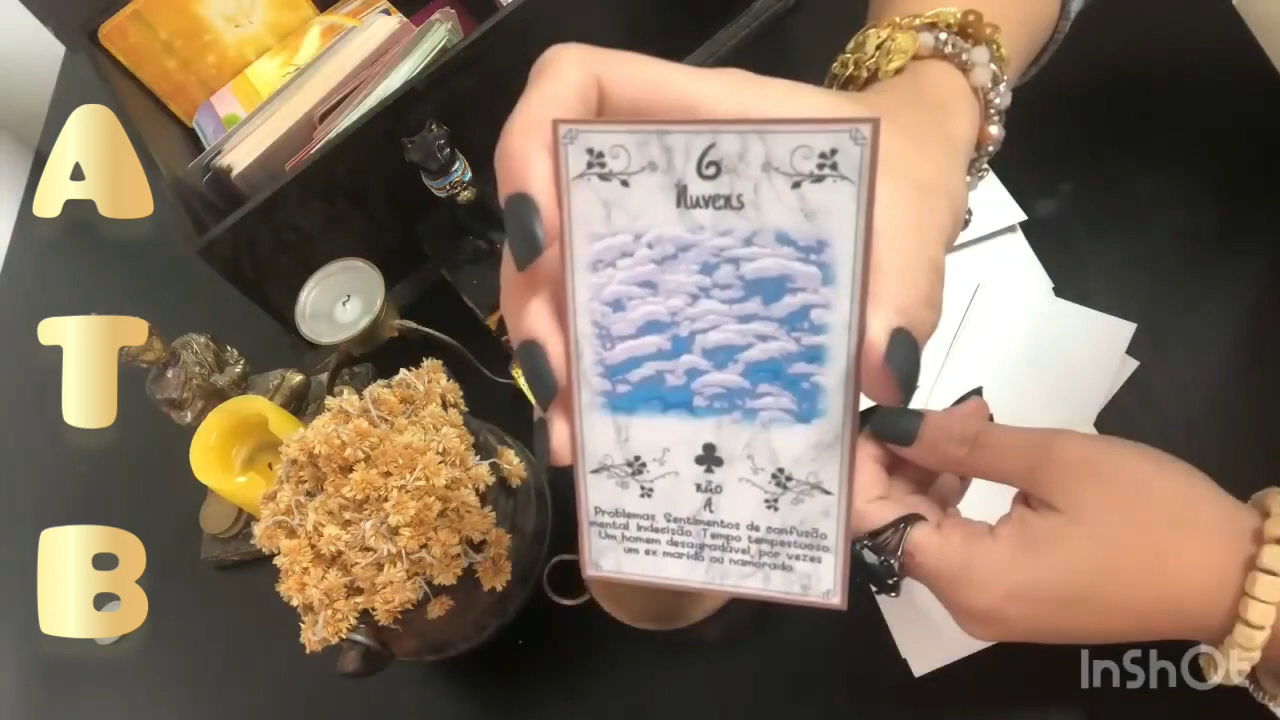 A
T
B
6
Nuvens
não
A
Problemas. Sentimentos de confusão
mental. Indecisão. Tempo tempestuoso.
Um homem desagradável, por vezes
um ex marido ou namorado.
InShOt